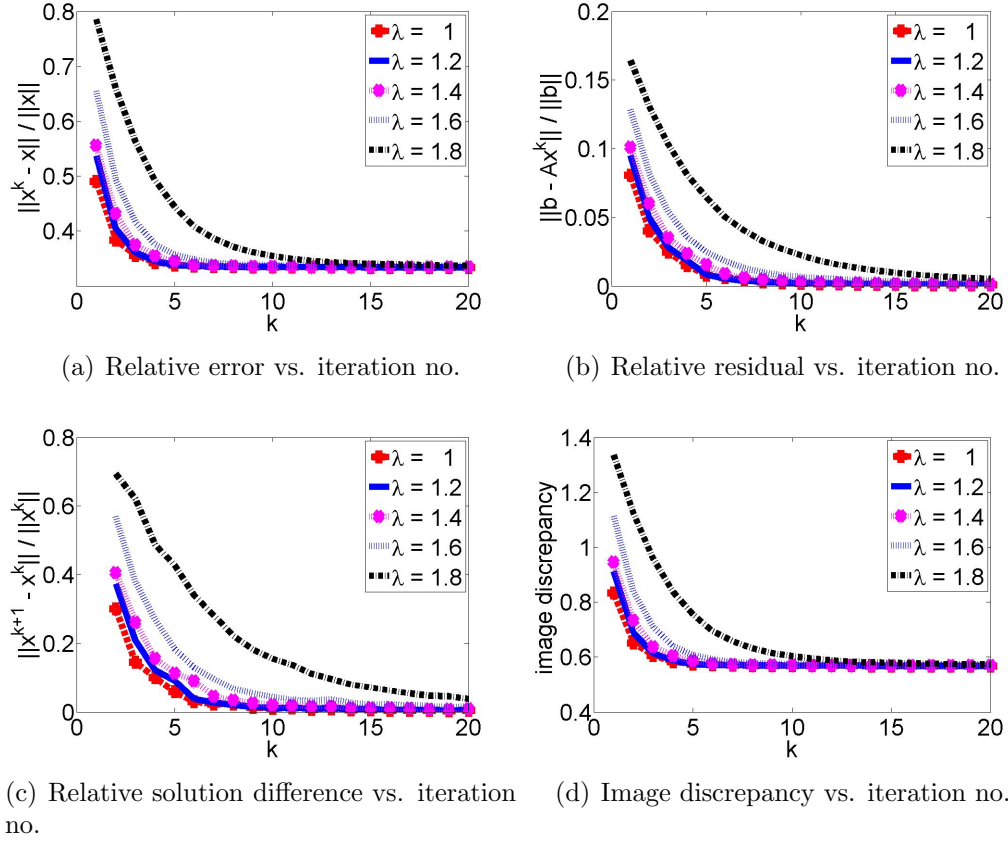 0.8
0.7
0.6
0.5
0.4
0
5
10
15
20
k
||x^k - x|| / ||x||
λ = 1
λ = 1.2
λ = 1.4
λ = 1.6
λ = 1.8
(a) Relative error vs. iteration no.
0.2
0.15
0.1
0.05
0
0
5
10
15
20
k
||b - Ax^k|| / ||b||
λ = 1
λ = 1.2
λ = 1.4
λ = 1.6
λ = 1.8
(b) Relative residual vs. iteration no.
0.8
0.6
0.4
0.2
0
0
5
10
15
20
k
||x^{k+1} - x^k|| / ||x^k||
λ = 1
λ = 1.2
λ = 1.4
λ = 1.6
λ = 1.8
(c) Relative solution difference vs. iteration
no.
1.4
1.2
1
0.8
0.6
0.4
0
5
10
15
20
k
image discrepancy
λ = 1
λ = 1.2
λ = 1.4
λ = 1.6
λ = 1.8
(d) Image discrepancy vs. iteration no.